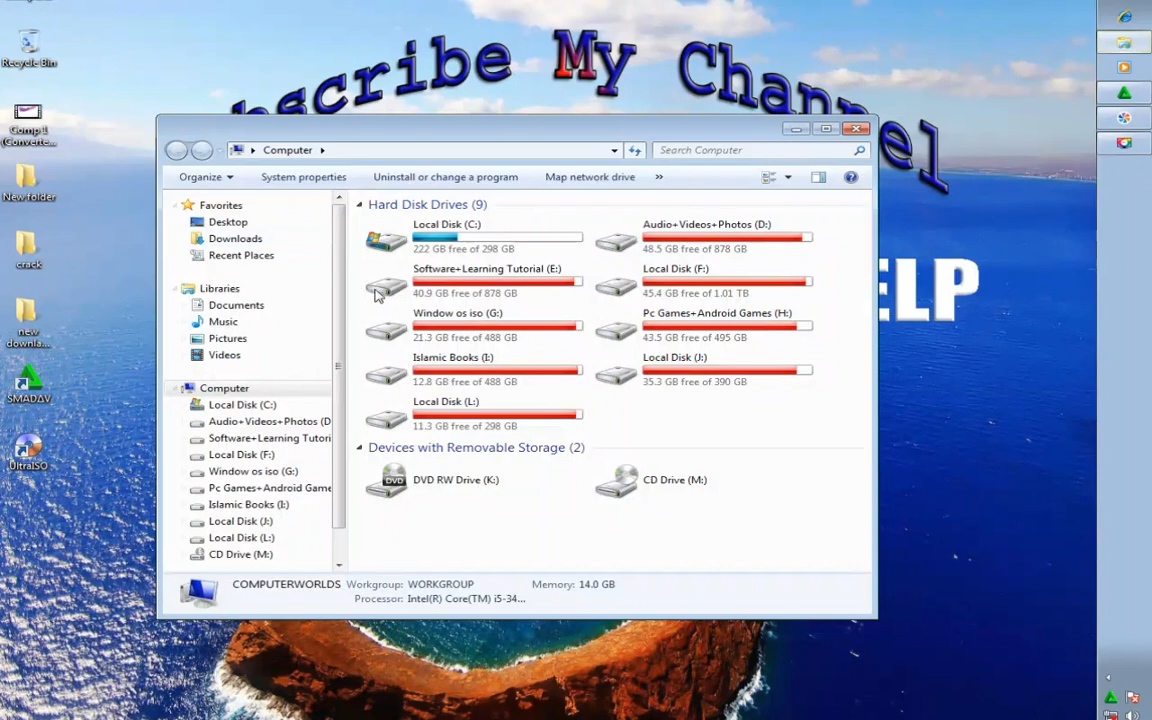 bscribe My Channel
ELP
Recycle Bin
Comp 1
(Converte...
New folder
crack
new
downla...
SMADAV
UltraISO
Computer
Search Computer
Organize
System properties
Uninstall or change a program
Map network drive
»
Favorites
Desktop
Downloads
Recent Places
Libraries
Documents
Music
Pictures
Videos
Computer
Local Disk (C:)
Audio+Videos+Photos (D
Software+Learning Tutori
Local Disk (F:)
Window os iso (G:)
Pc Games+Android Game
Islamic Books (I:)
Local Disk (J:)
Local Disk (L:)
CD Drive (M:)
Hard Disk Drives (9)
Local Disk (C:)
222 GB free of 298 GB
Audio+Videos+Photos (D:)
48.5 GB free of 878 GB
Software+Learning Tutorial (E:)
40.9 GB free of 878 GB
Local Disk (F:)
45.4 GB free of 1.01 TB
Window os iso (G:)
21.3 GB free of 488 GB
Pc Games+Android Games (H:)
43.5 GB free of 495 GB
Islamic Books (I:)
12.8 GB free of 488 GB
Local Disk (J:)
35.3 GB free of 390 GB
Local Disk (L:)
11.3 GB free of 298 GB
Devices with Removable Storage (2)
DVD
DVD RW Drive (K:)
CD Drive (M:)
COMPUTERWORLDS
Workgroup: WORKGROUP
Memory: 14.0 GB
Processor: Intel(R) Core(TM) i5-34...